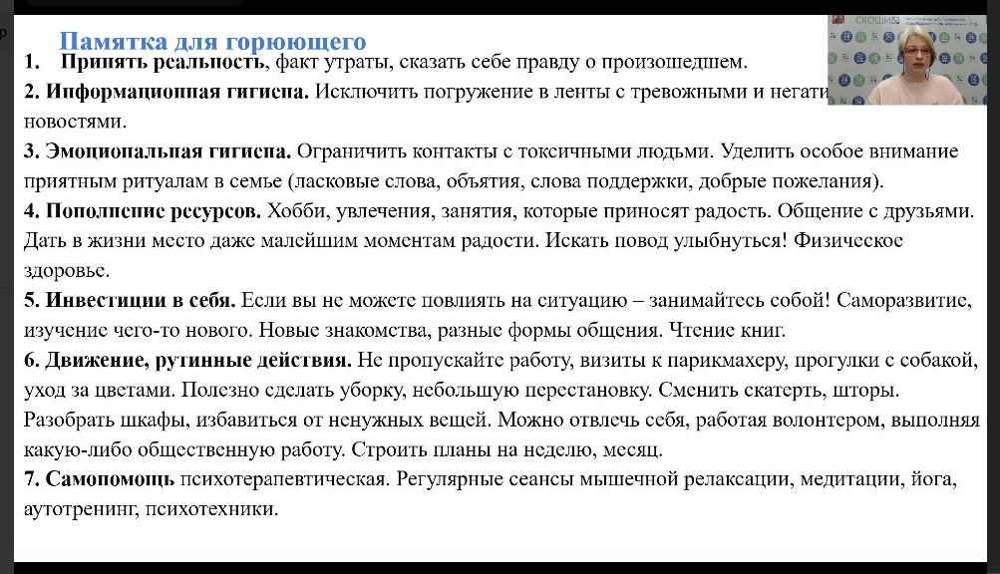 Памятка для горюющего
1. Принять реальность, факт утраты, сказать себе правду о произошедшем.
2. Информационная гигиена. Исключить погружение в ленты с тревожными и негати
новостями.
3. Эмоциональная гигиена. Ограничить контакты с токсичными людьми. Уделить особое внимание
приятным ритуалам в семье (ласковые слова, объятия, слова поддержки, добрые пожелания).
4. Пополнение ресурсов. Хобби, увлечения, занятия, которые приносят радость. Общение с друзьями.
Дать в жизни место даже малейшим моментам радости. Искать повод улыбнуться! Физическое
здоровье.
5. Инвестиции в себя. Если вы не можете повлиять на ситуацию – занимайтесь собой! Саморазвитие,
изучение чего-то нового. Новые знакомства, разные формы общения. Чтение книг.
6. Движение, рутинные действия. Не пропускайте работу, визиты к парикмахеру, прогулки с собакой,
уход за цветами. Полезно сделать уборку, небольшую перестановку. Сменить скатерть, шторы.
Разобрать шкафы, избавиться от ненужных вещей. Можно отвлечь себя, работая волонтером, выполняя
какую-либо общественную работу. Строить планы на неделю, месяц.
7. Самопомощь психотерапевтическая. Регулярные сеансы мышечной релаксации, медитации, йога,
аутотренинг, психотехники.